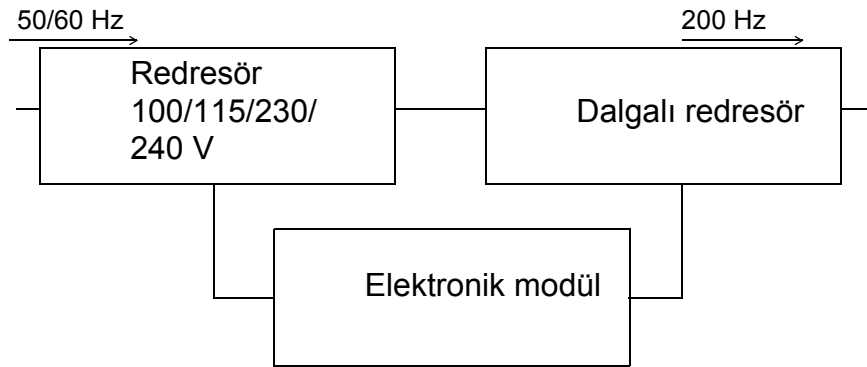 50/60 Hz
200 Hz
Redresör
100/115/230/
240 V
Dalgalı redresör
Elektronik modül